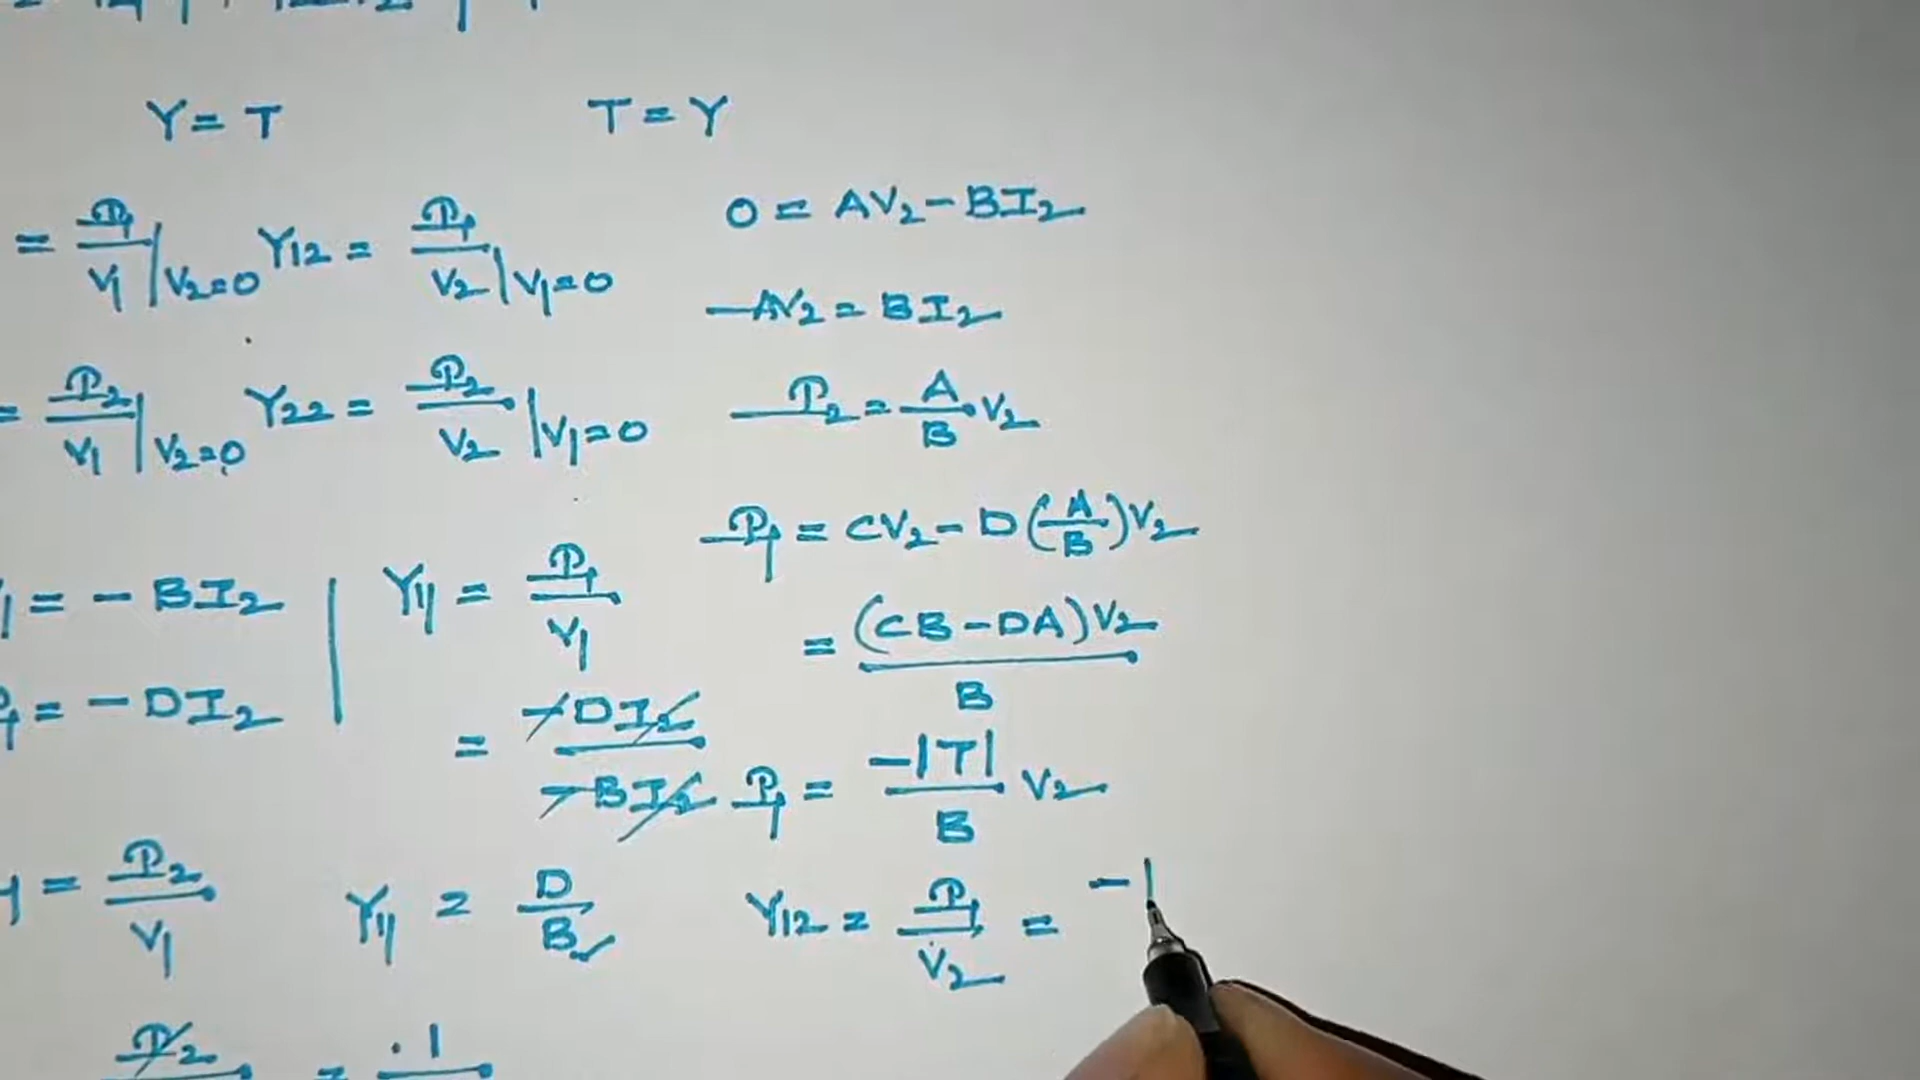 Y = T
T = Y
= I1/V1 |V2=0 Y12 = I1/V2 |V1=0
= I2/V1 |V2=0 Y22 = I2/V2 |V1=0
1 = - BI2
1 = - DI2
Y11 = I1/V1
= -DI2/-BI2
1 = I2/V1
Y11 = D/B
I2 = 1
0 = AV2 - BI2
-AV2 = BI2
I2 = A/B V2
I1 = CV2 - D(A/B)V2
= (CB - DA)V2/B
I1 = -|T|/B V2
Y12 = I1/V2 = -|